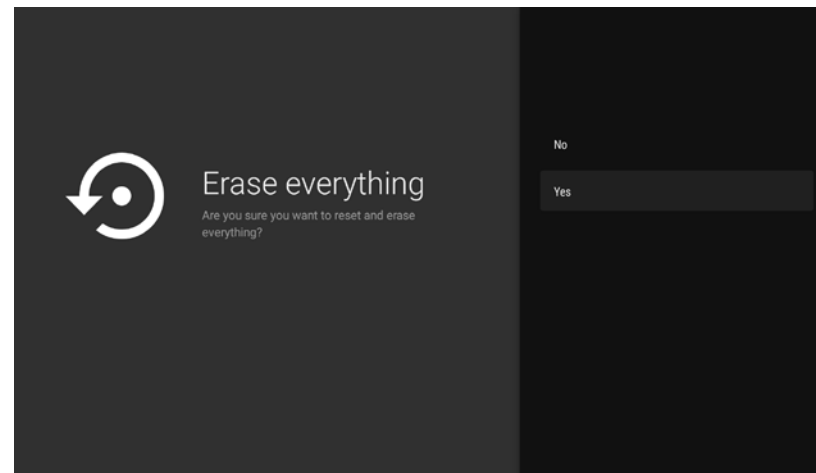 Erase everything
Are you sure you want to reset and erase
everything?
No
Yes